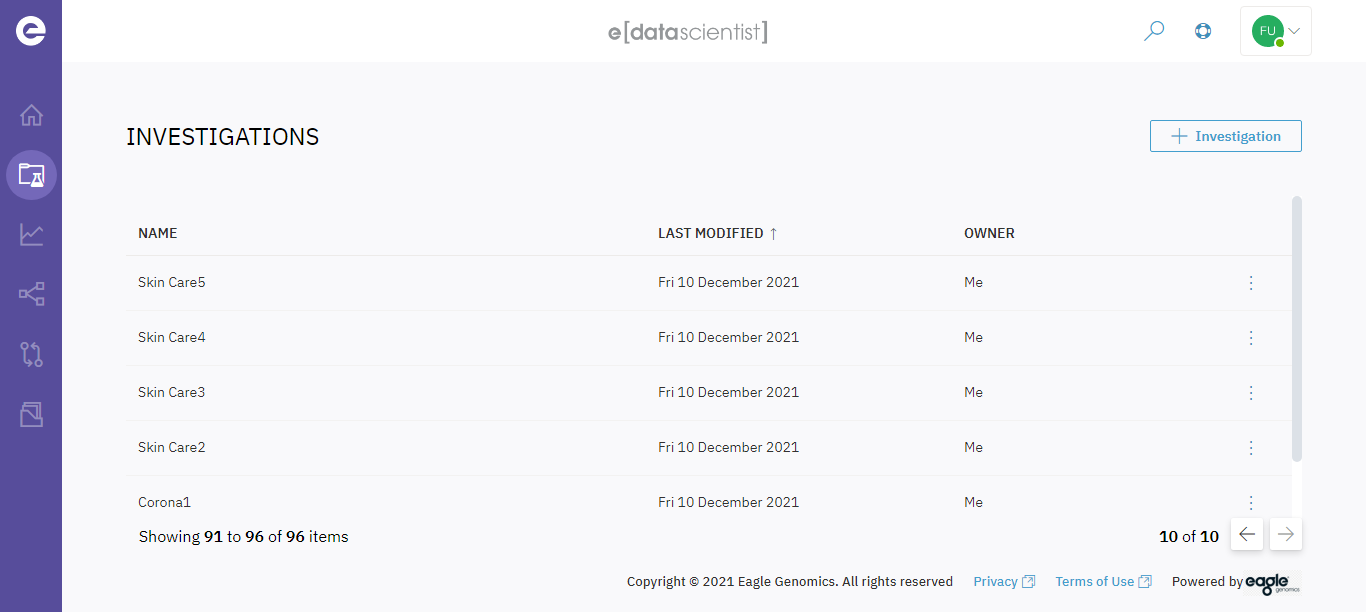 e[datascientist]
FU
INVESTIGATIONS
Investigation
NAME LAST MODIFIED ↑ OWNER
Skin Care5 Fri 10 December 2021 Me
Skin Care4 Fri 10 December 2021 Me
Skin Care3 Fri 10 December 2021 Me
Skin Care2 Fri 10 December 2021 Me
Corona1 Fri 10 December 2021 Me
Showing 91 to 96 of 96 items 10 of 10
Copyright © 2021 Eagle Genomics. All rights reserved Privacy Terms of Use Powered by eagle genomics